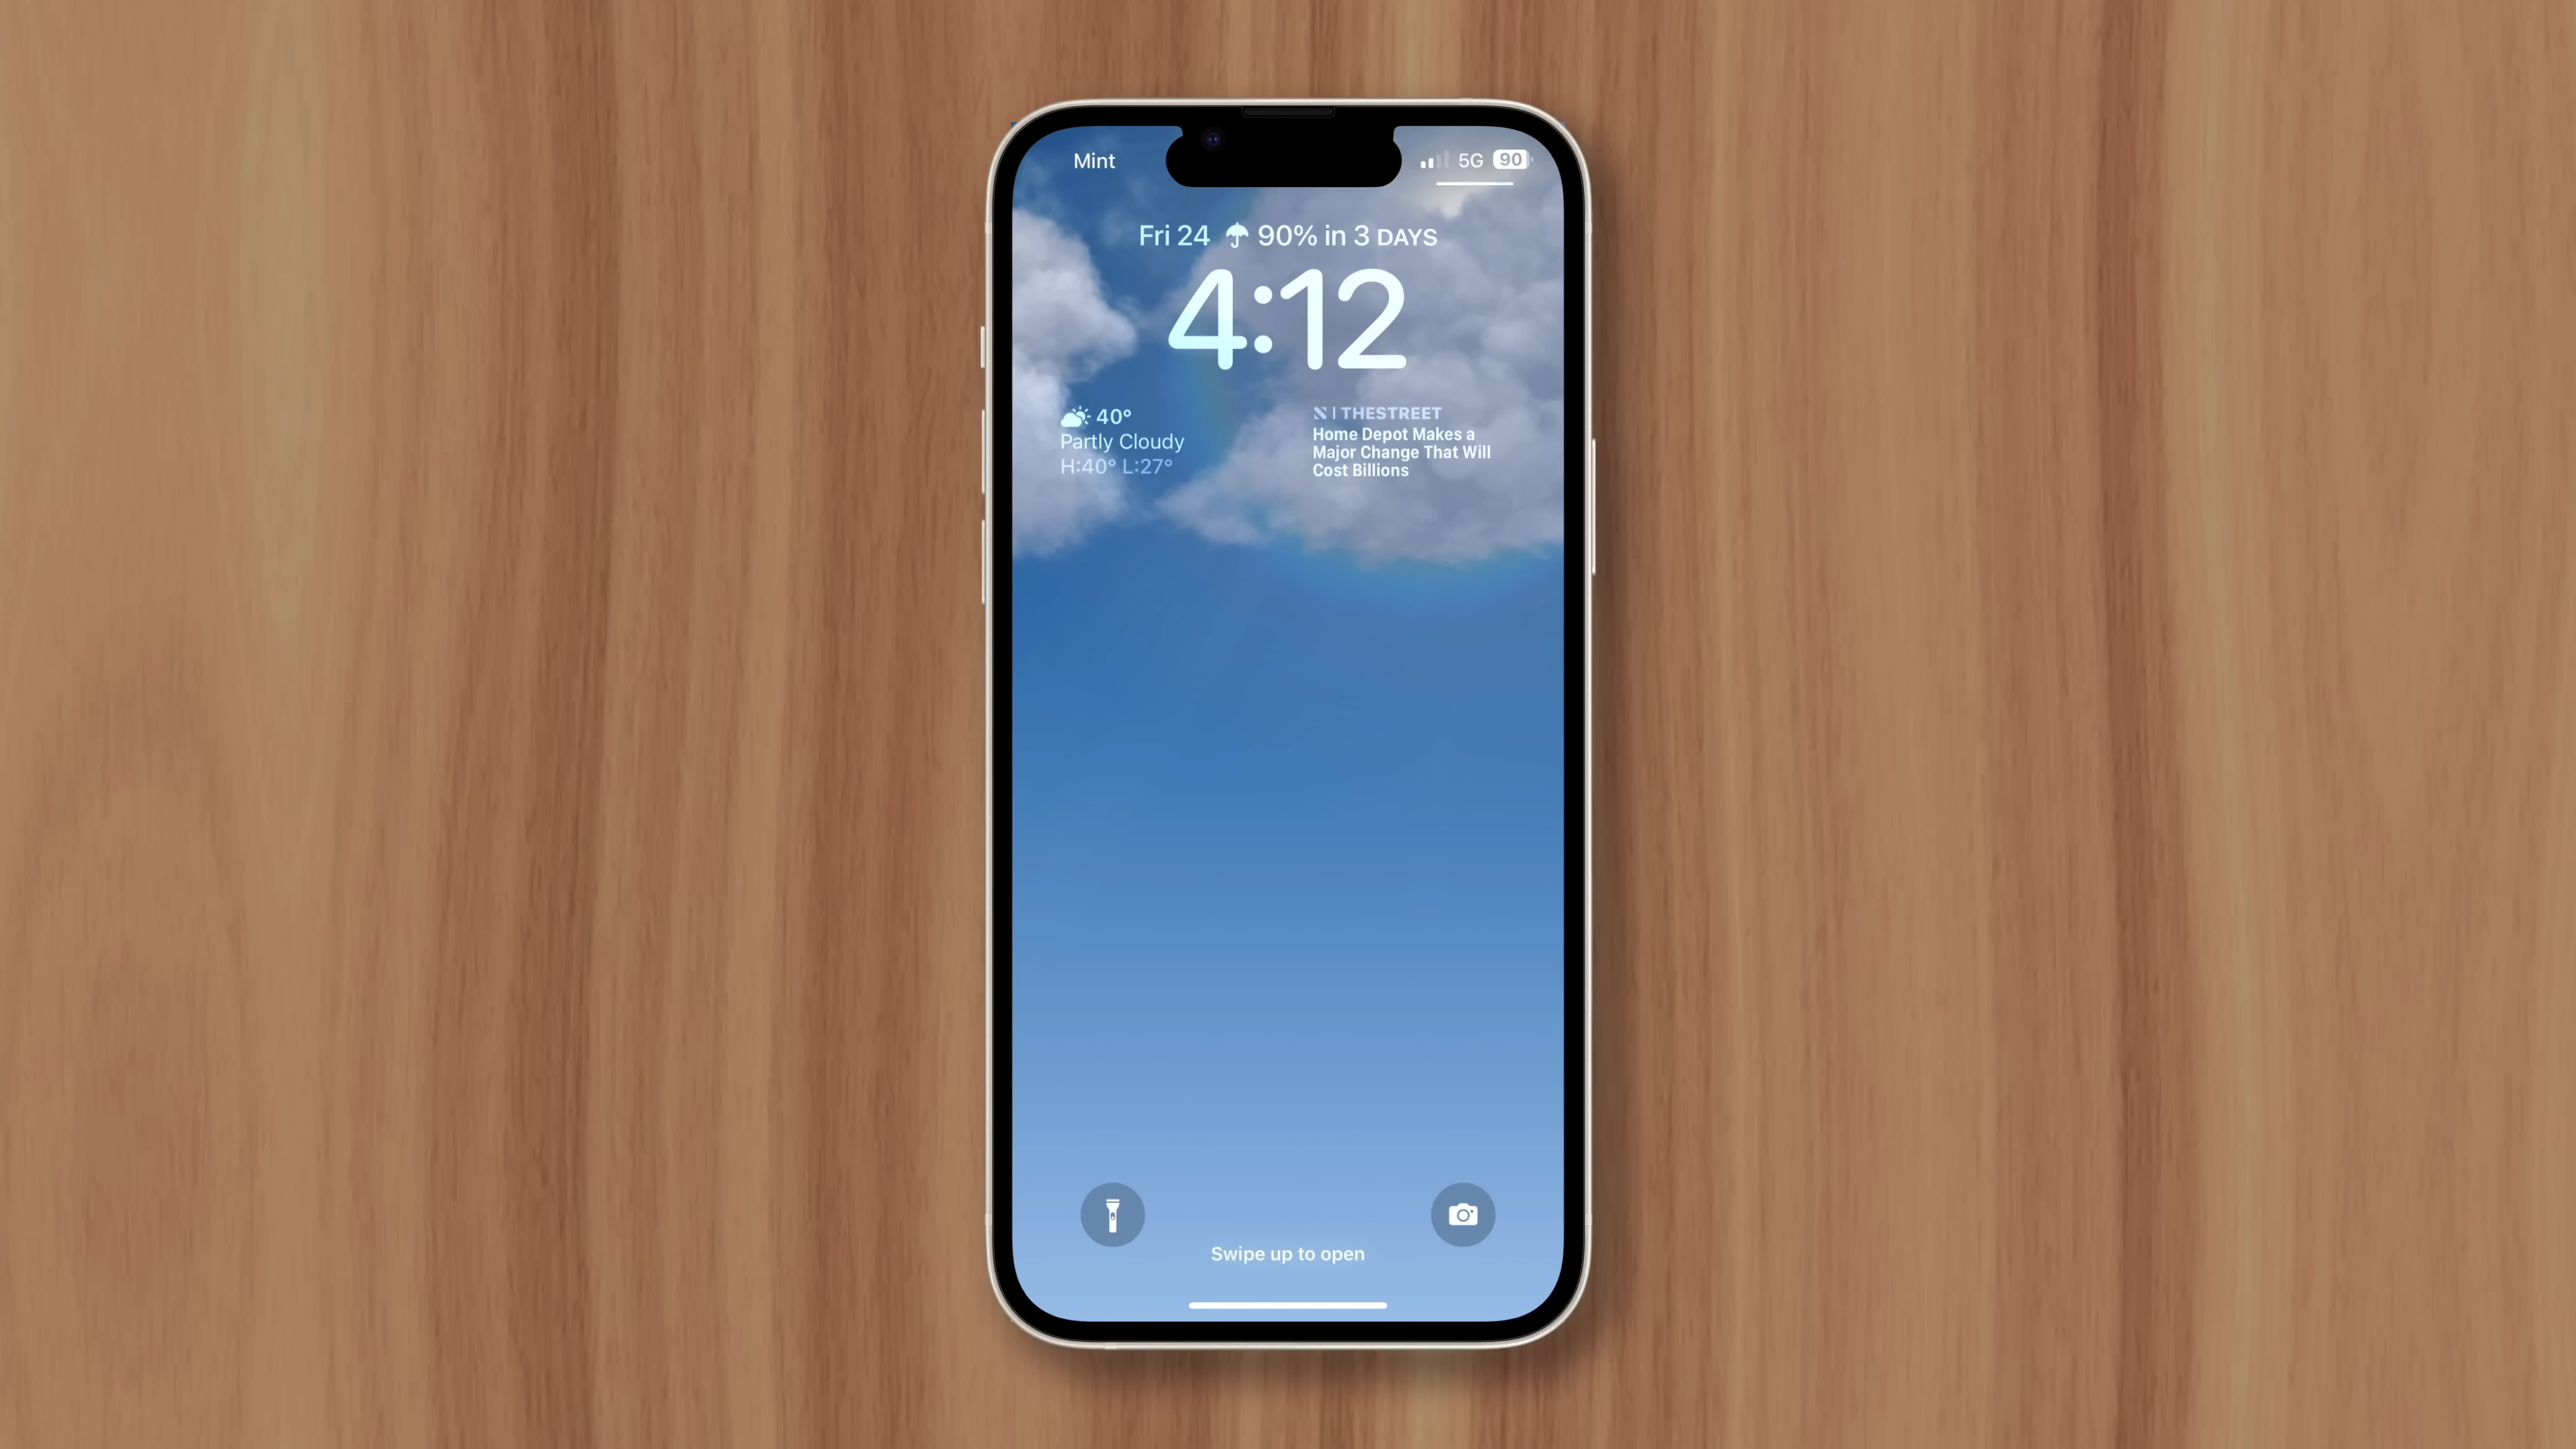 Mint
5G 90
Fri 24 90% in 3 DAYS
4:12
40°
Partly Cloudy
H:40° L:27°
N | THESTREET
Home Depot Makes a
Major Change That Will
Cost Billions
Swipe up to open